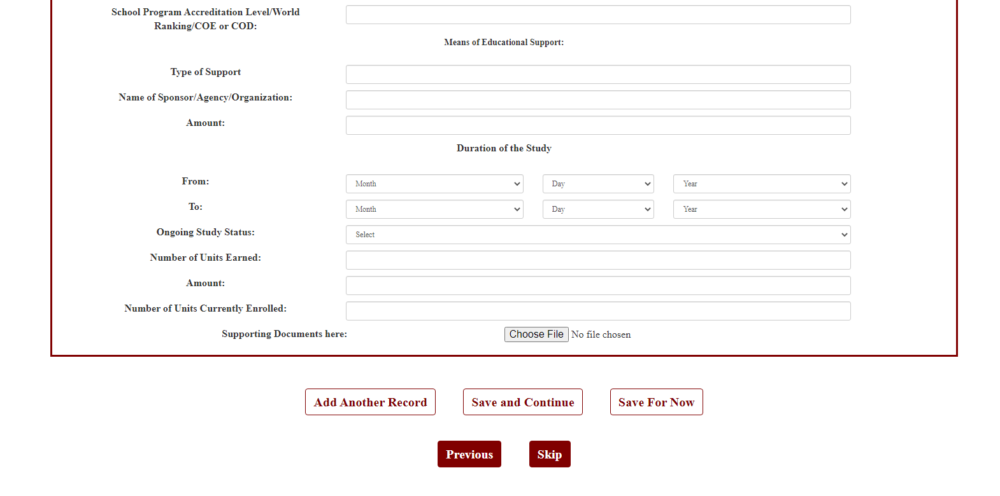 School Program Accreditation Level/World
Ranking/COE or COD:
Means of Educational Support:
Type of Support
Name of Sponsor/Agency/Organization:
Amount:
Duration of the Study
From: Month Day Year
To: Month Day Year
Ongoing Study Status: Select
Number of Units Earned:
Amount:
Number of Units Currently Enrolled:
Supporting Documents here: Choose File No file chosen
Add Another Record Save and Continue Save For Now
Previous Skip